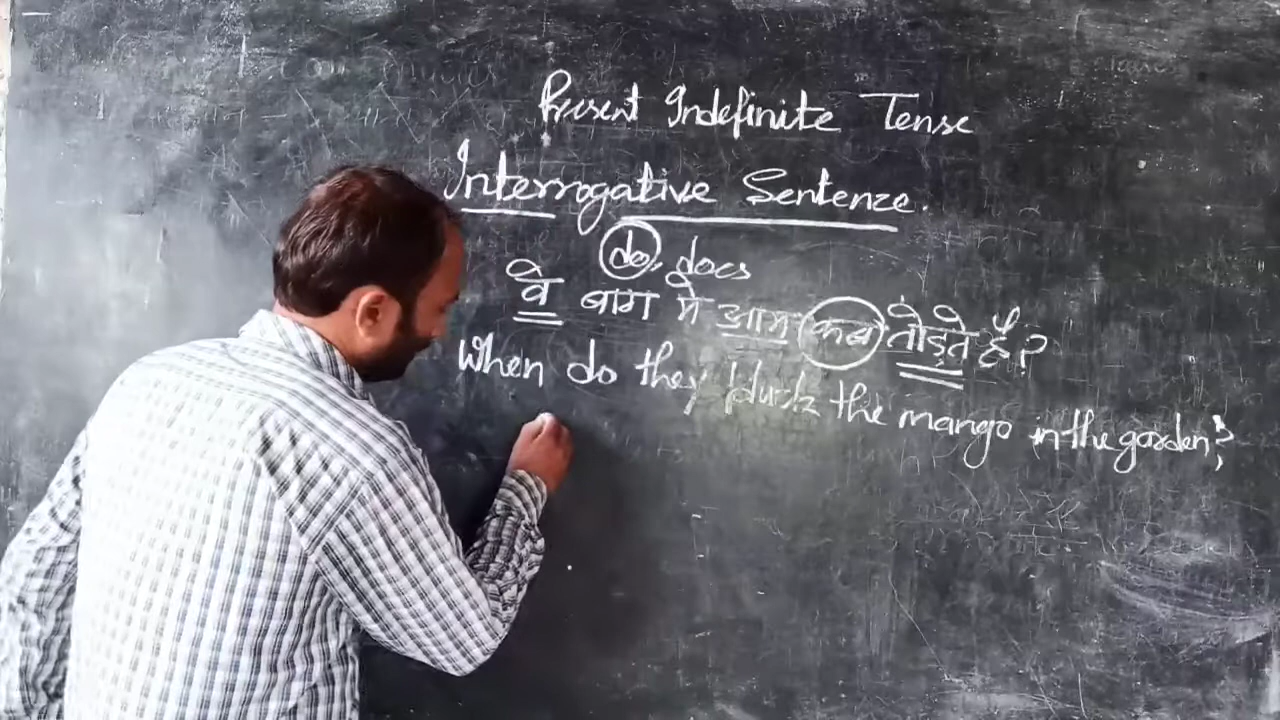 Present Indefinite Tense
Interrogative Sentence.
do, does
वे बाग में आम कब तोड़ते हैं?
When do they pluck the mango in the garden?